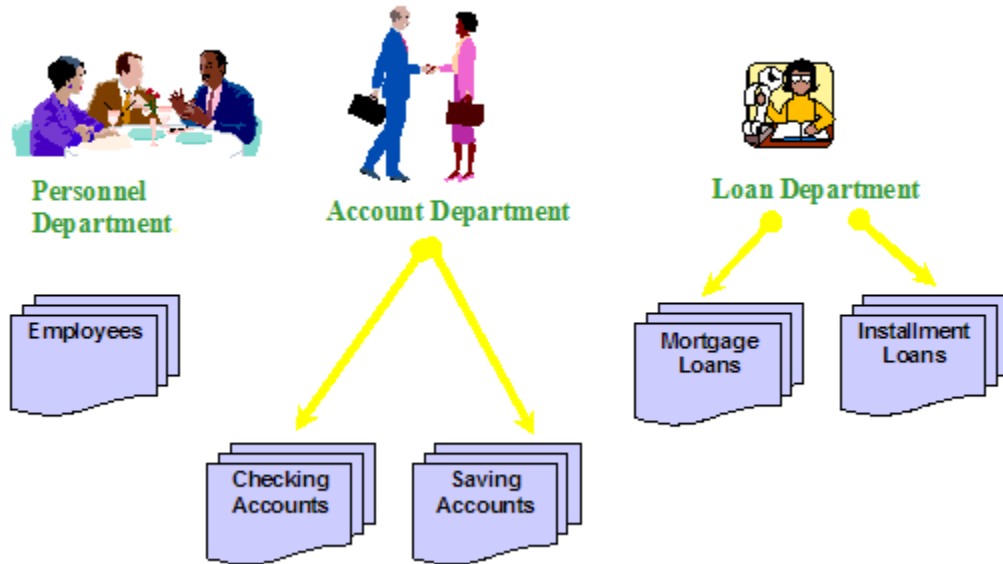 Personnel
Department
Account Department
Loan Department
Employees
Mortgage
Loans
Installment
Loans
Checking
Accounts
Saving
Accounts